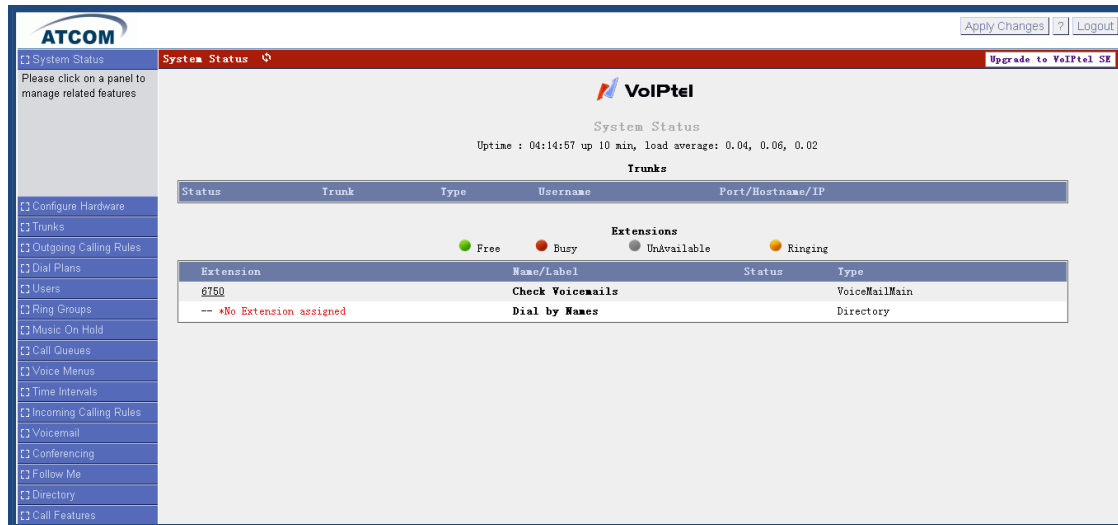 ATCOM
Apply Changes ? Logout
System Status
Please click on a panel to
manage related features
Configure Hardware
Trunks
Outgoing Calling Rules
Dial Plans
Users
Ring Groups
Music On Hold
Call Queues
Voice Menus
Time Intervals
Incoming Calling Rules
Voicemail
Conferencing
Follow Me
Directory
Call Features
System Status
Upgrade to VoIPtel SE
VoIPtel
System Status
Uptime : 04:14:57 up 10 min, load average: 0.04, 0.06, 0.02
Trunks
Status Trunk Type Username Port/Hostname/IP
Extensions
Free Busy UnAvailable Ringing
Extension Name/Label Status Type
6750 Check Voicemails VoiceMailMain
-- *No Extension assigned Dial by Names Directory